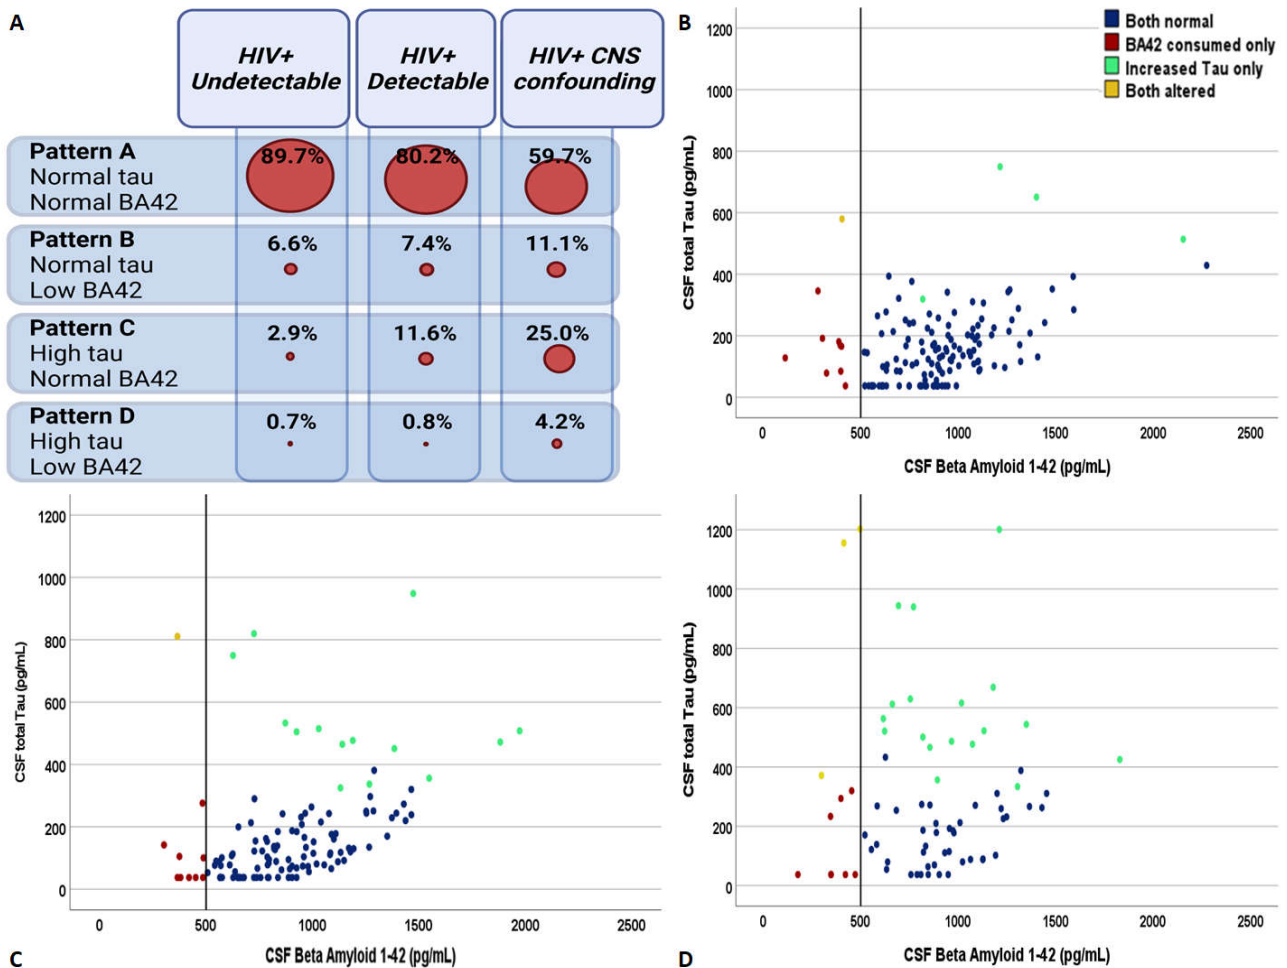 A
HIV+
Undetectable
HIV+
Detectable
HIV+ CNS
confounding
Pattern A
Normal tau
Normal BA42
89.7%
80.2%
59.7%
Pattern B
Normal tau
Low BA42
6.6%
7.4%
11.1%
Pattern C
High tau
Normal BA42
2.9%
11.6%
25.0%
Pattern D
High tau
Low BA42
0.7%
0.8%
4.2%
B
Both normal
BA42 consumed only
Increased Tau only
Both altered
CSF total Tau (pg/mL)
1200
1000
800
600
400
200
0
0 500 1000 1500 2000 2500
CSF Beta Amyloid 1-42 (pg/mL)
C
CSF total Tau (pg/mL)
1200
1000
800
600
400
200
0
0 500 1000 1500 2000 2500
CSF Beta Amyloid 1-42 (pg/mL)
D
CSF total Tau (pg/mL)
1200
1000
800
600
400
200
0
0 500 1000 1500 2000 2500
CSF Beta Amyloid 1-42 (pg/mL)